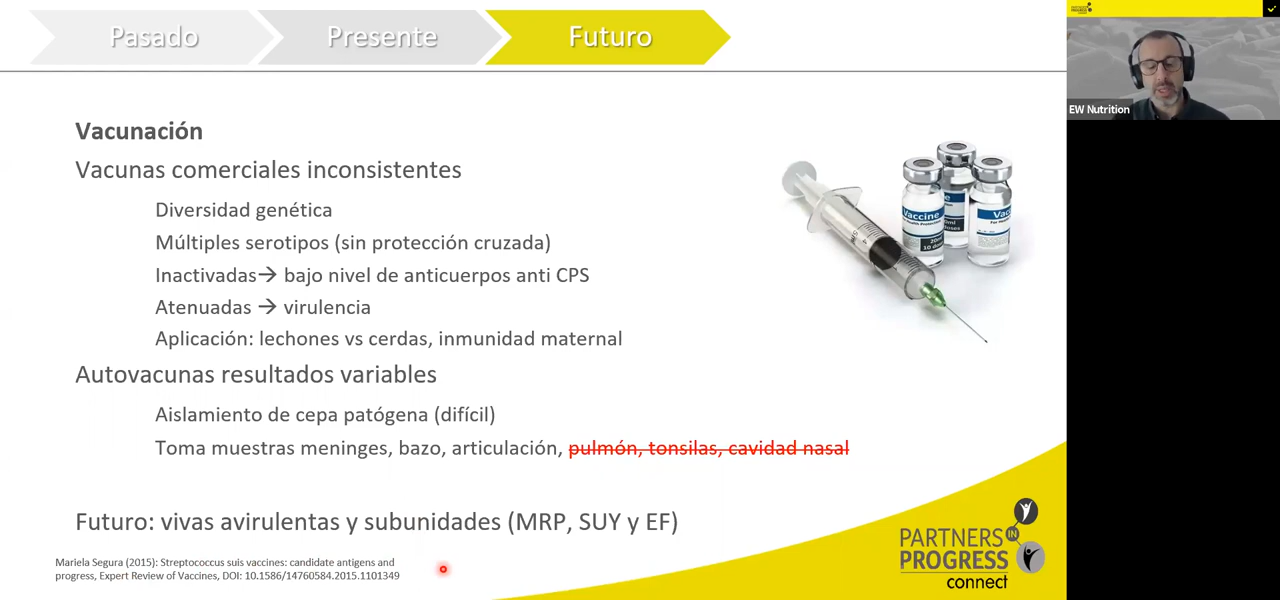 Pasado
Presente
Futuro
PARTNERS
PROGRESS
EW Nutrition
Vacunación
Vacunas comerciales inconsistentes
Diversidad genética
Múltiples serotipos (sin protección cruzada)
Inactivadas→ bajo nivel de anticuerpos anti CPS
Atenuadas → virulencia
Aplicación: lechones vs cerdas, inmunidad maternal
Vaccine
Autovacunas resultados variables
Aislamiento de cepa patógena (difícil)
Toma muestras meninges, bazo, articulación, pulmón, tonsilas, cavidad nasal
Futuro: vivas avirulentas y subunidades (MRP, SUY y EF)
Mariela Segura (2015): Streptococcus suis vaccines: candidate antigens and
progress, Expert Review of Vaccines, DOI: 10.1586/14760584.2015.1101349
PARTNERS IN
PROGRESS
connect